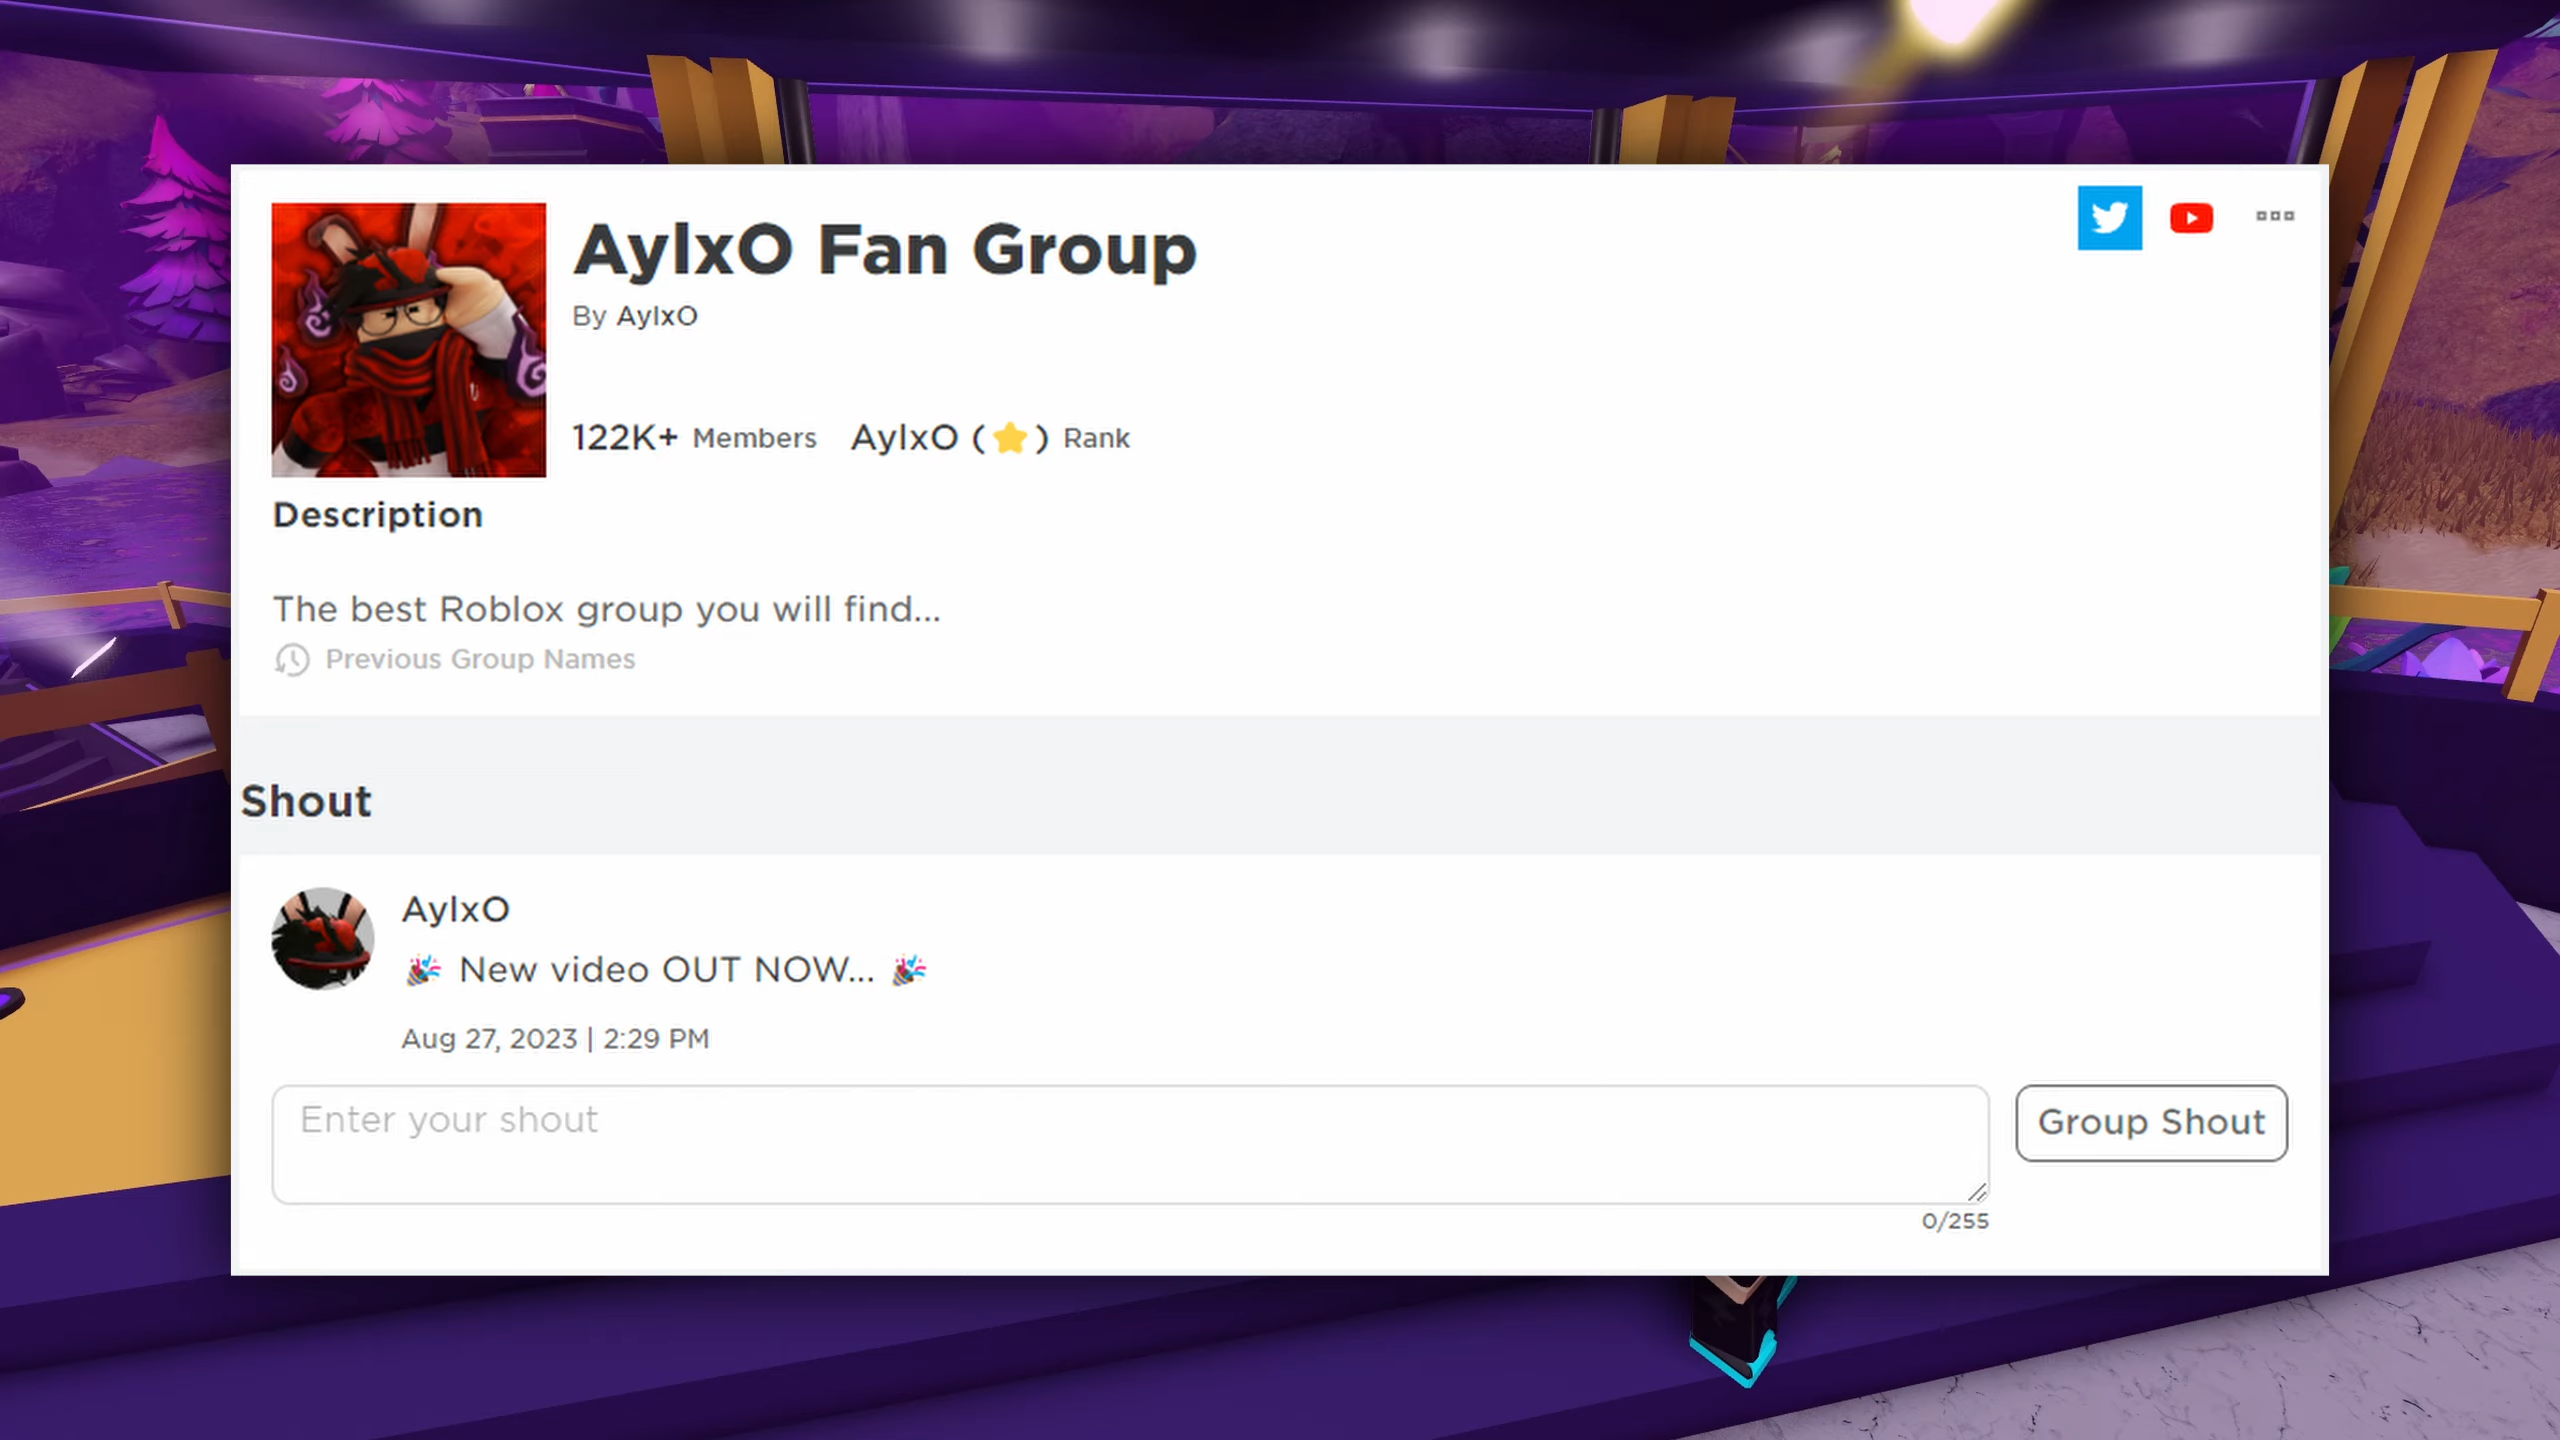 AylxO Fan Group
By AylxO
122K+ Members AylxO (⭐) Rank
Description
The best Roblox group you will find...
Previous Group Names
Shout
AylxO
🎉 New video OUT NOW... 🎉
Aug 27, 2023 | 2:29 PM
Enter your shout
Group Shout
0/255